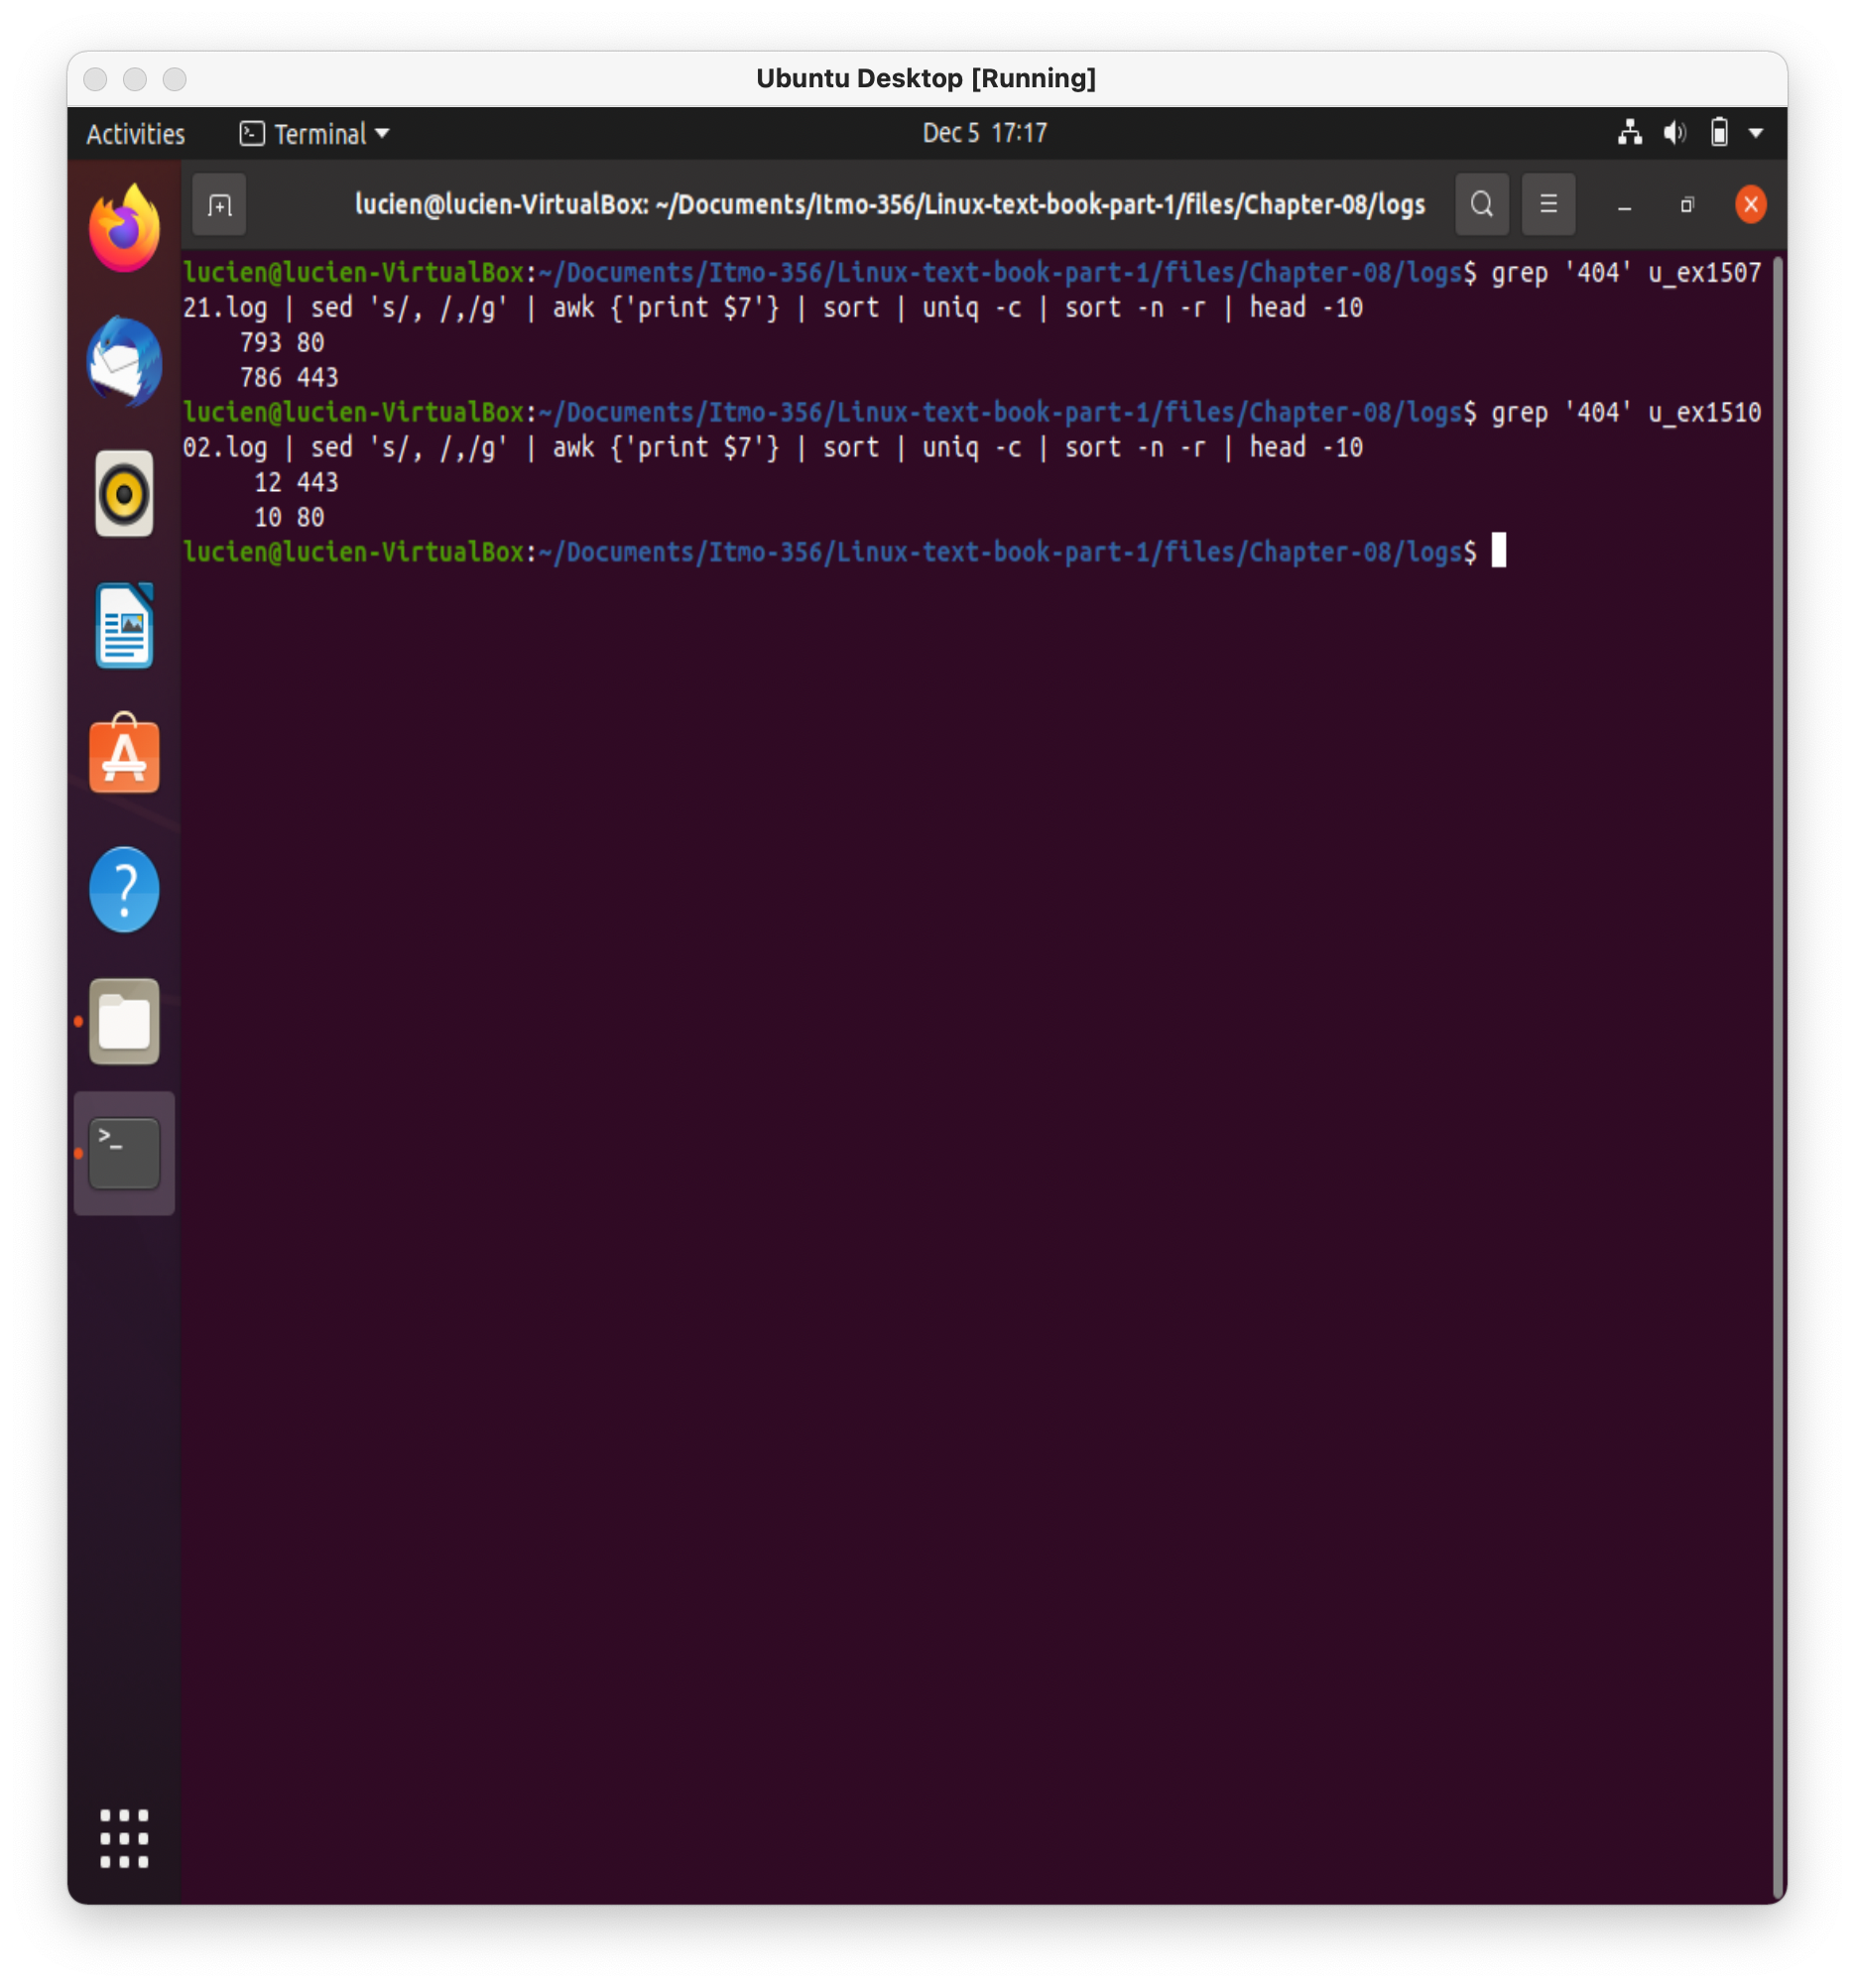 Ubuntu Desktop [Running]
Activities Terminal Dec 5 17:17
lucien@lucien-VirtualBox: ~/Documents/Itmo-356/Linux-text-book-part-1/files/Chapter-08/logs
lucien@lucien-VirtualBox:~/Documents/Itmo-356/Linux-text-book-part-1/files/Chapter-08/logs$ grep '404' u_ex1507
21.log | sed 's/, /,/g' | awk {'print $7'} | sort | uniq -c | sort -n -r | head -10
793 80
786 443
lucien@lucien-VirtualBox:~/Documents/Itmo-356/Linux-text-book-part-1/files/Chapter-08/logs$ grep '404' u_ex1510
02.log | sed 's/, /,/g' | awk {'print $7'} | sort | uniq -c | sort -n -r | head -10
12 443
10 80
lucien@lucien-VirtualBox:~/Documents/Itmo-356/Linux-text-book-part-1/files/Chapter-08/logs$